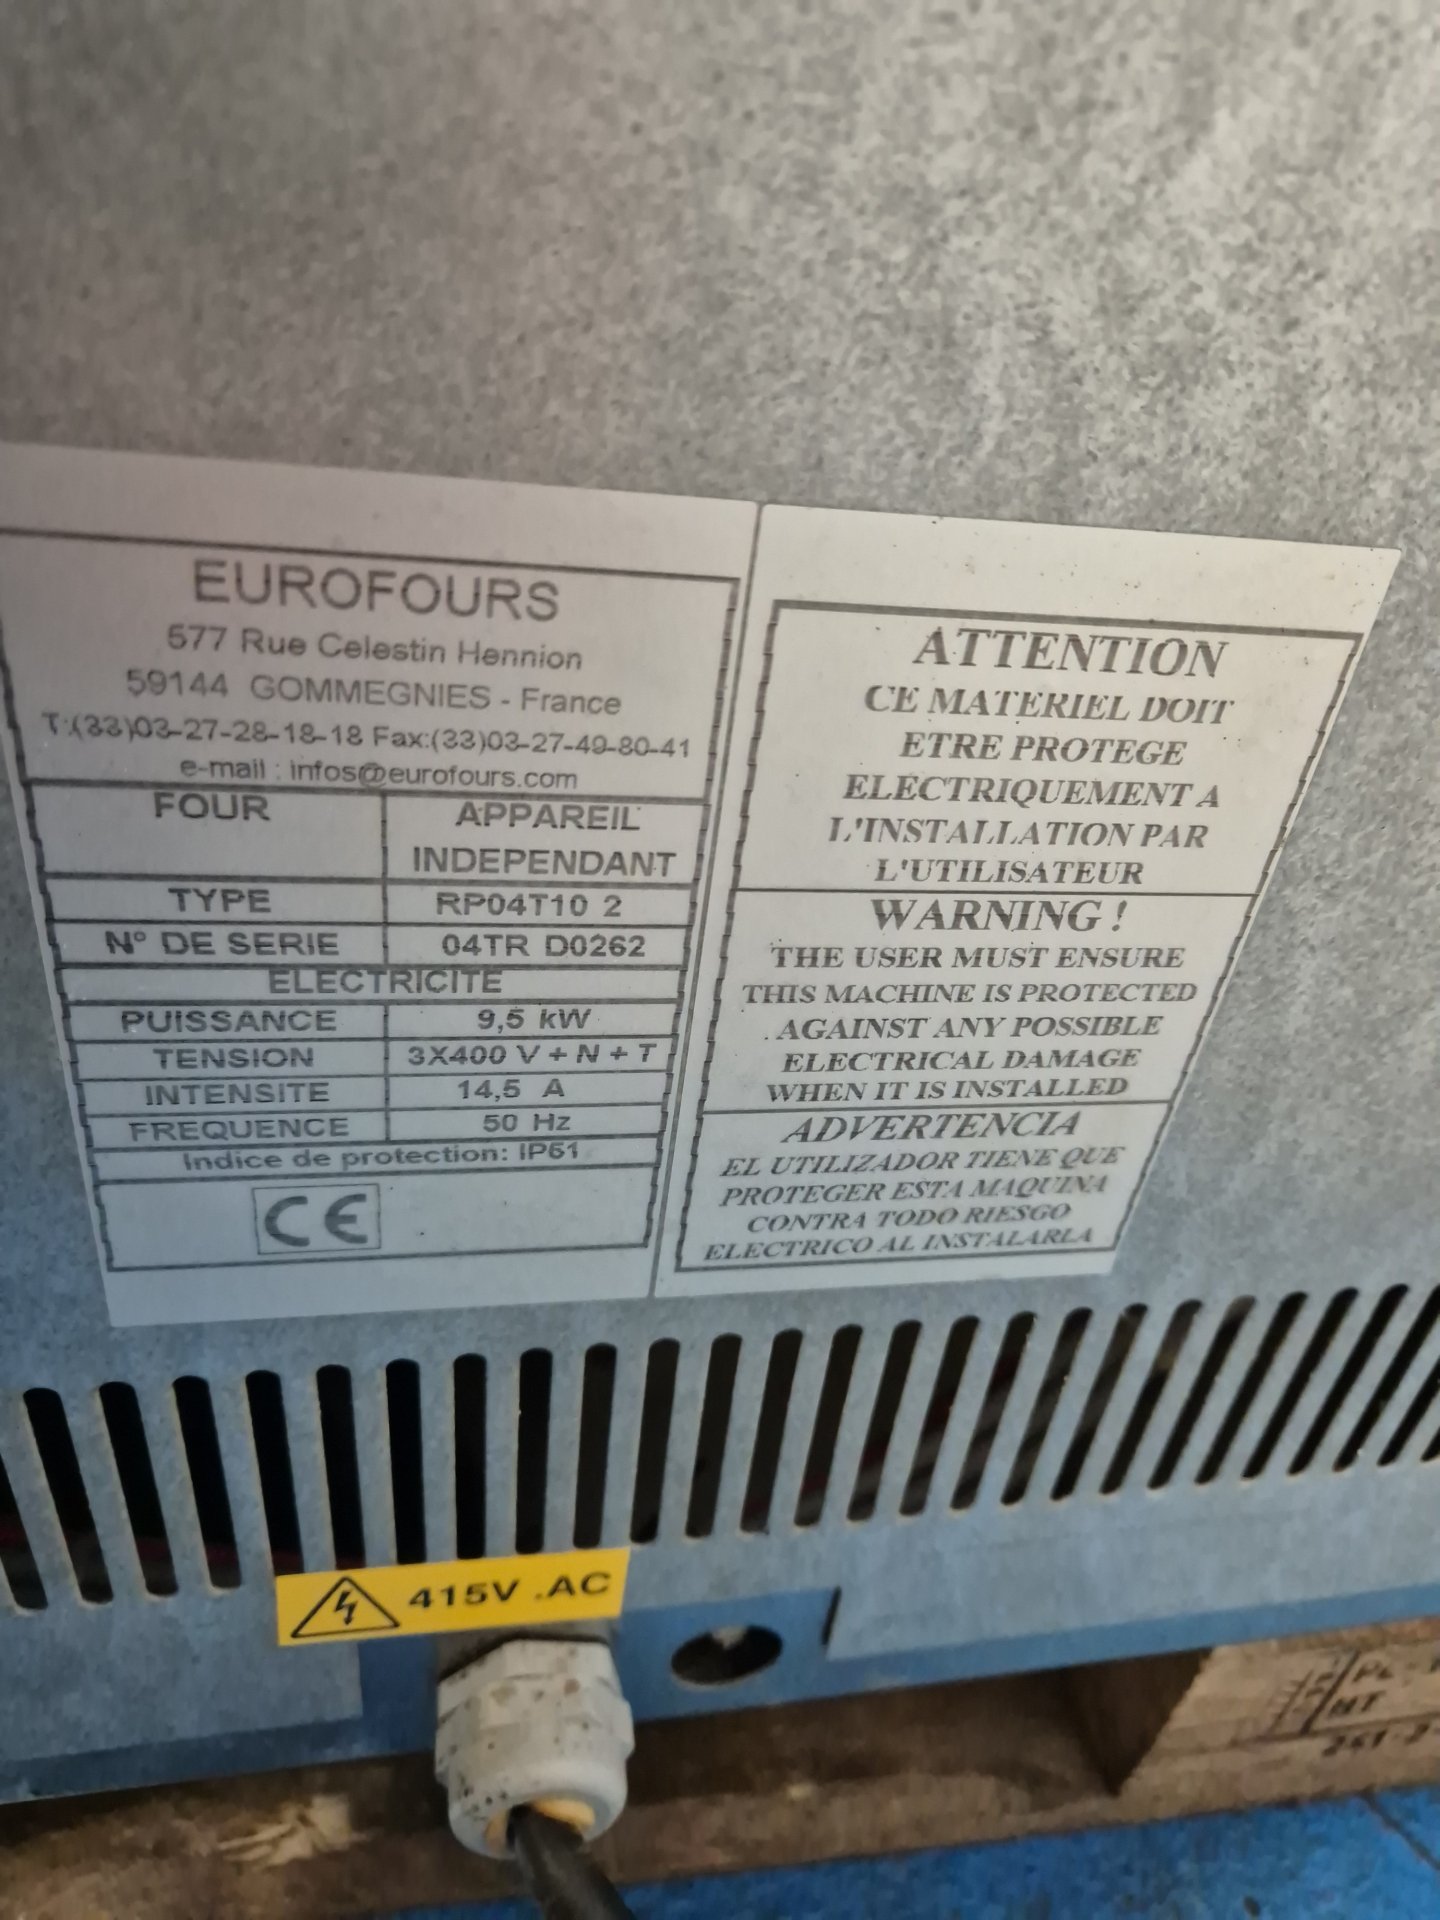 EUROFOURS
577 Rue Celestin Hennion
59144 GOMMEGNIES - France
T:(33)03-27-28-18-18 Fax:(33)03-27-49-80-41
e-mail : infos@eurofours.com
FOUR APPAREIL INDEPENDANT
TYPE RP04T10 2
N° DE SERIE 04TR D0262
ELECTRICITE
PUISSANCE 9,5 kW
TENSION 3X400 V + N + T
INTENSITE 14,5 A
FREQUENCE 50 Hz
Indice de protection:
CE
ATTENTION
CE MATERIEL DOIT
ETRE PROTEGE
ELECTRIQUEMENT A
L'INSTALLATION PAR
L'UTILISATEUR
WARNING !
THE USER MUST ENSURE
THIS MACHINE IS PROTECTED
AGAINST ANY POSSIBLE
ELECTRICAL DAMAGE
WHEN IT IS INSTALLED
ADVERTENCIA
EL UTILIZADOR TIENE QUE
PROTEGER ESTA MAQUINA
CONTRA TODO RIESGO
ELECTRICO AL INSTALARLA
415V .AC
HT